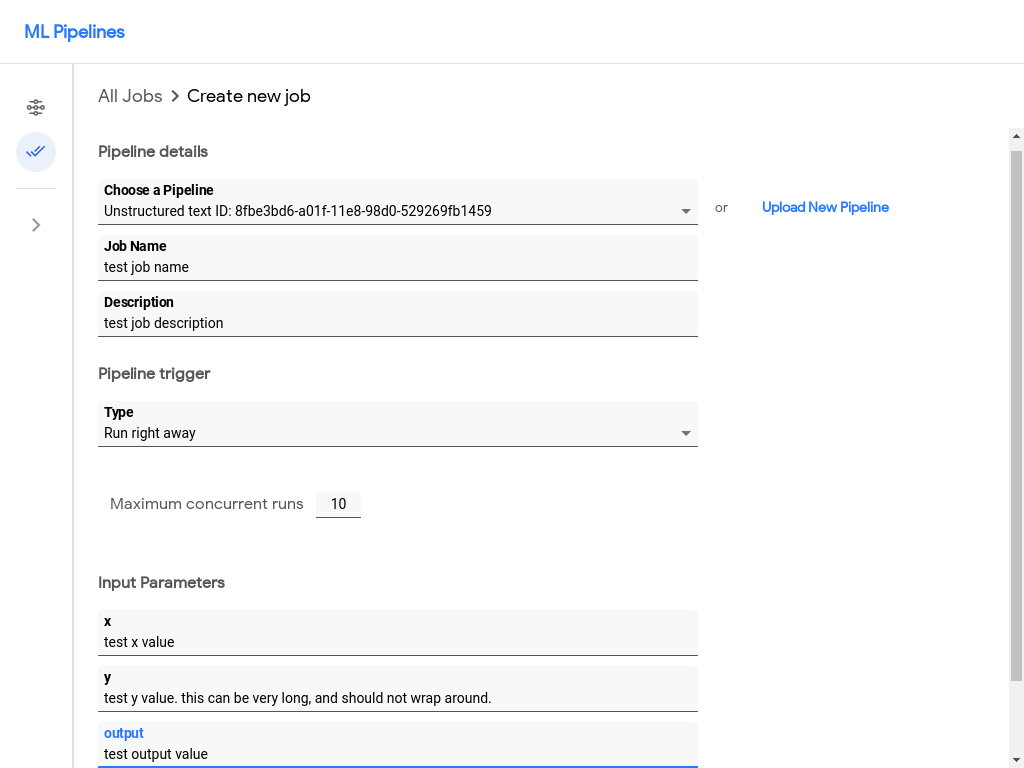 ML Pipelines
All Jobs > Create new job
Pipeline details
Choose a Pipeline
Unstructured text ID: 8fbe3bd6-a01f-11e8-98d0-529269fb1459
or
Upload New Pipeline
Job Name
test job name
Description
test job description
Pipeline trigger
Type
Run right away
Maximum concurrent runs 10
Input Parameters
x
test x value
y
test y value. this can be very long, and should not wrap around.
output
test output value